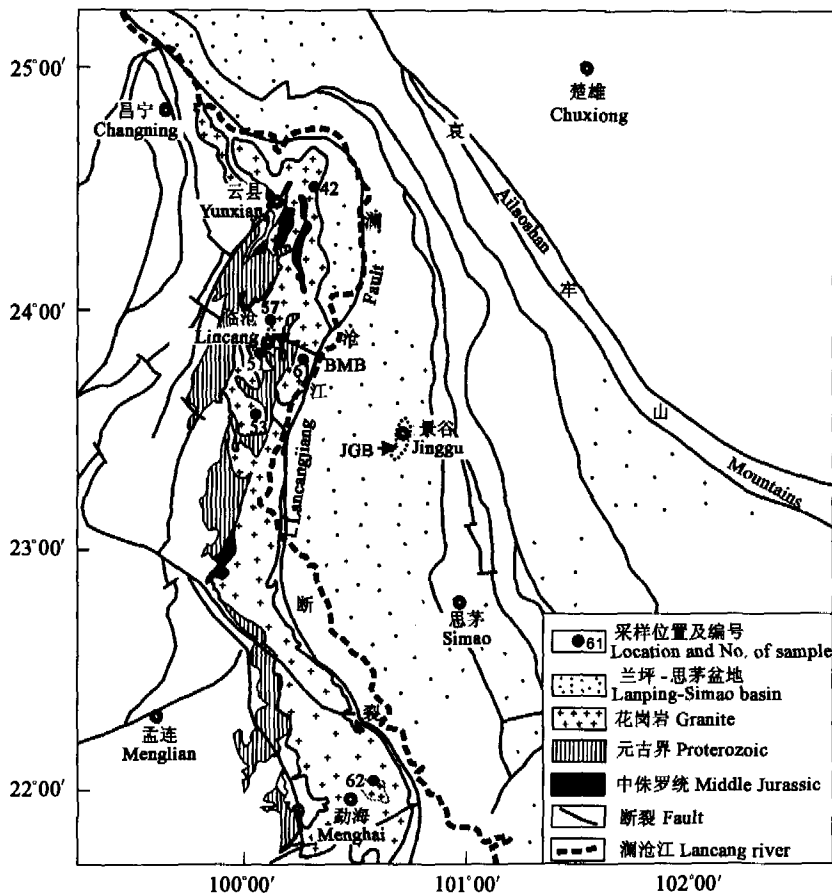 25°00′
24°00′
23°00′
22°00′
100°00′
101°00′
102°00′
昌宁
Changning
楚雄
Chuxiong
云县
Yunxian
42
哀
牢
山
Ailaoshan
Mountains
澜
沧
江
断
裂
Lancangjiang
Fault
临沧
Lincang
57
51
6
BMB
53
JGB
景谷
Jinggu
思茅
Simao
孟连
Menglian
62
勐海
Menghai
61
采样位置及编号
Location and No. of sample
兰坪-思茅盆地
Lanping-Simao basin
花岗岩 Granite
元古界 Proterozoic
中侏罗统 Middle Jurassic
断裂 Fault
澜沧江 Lancang river